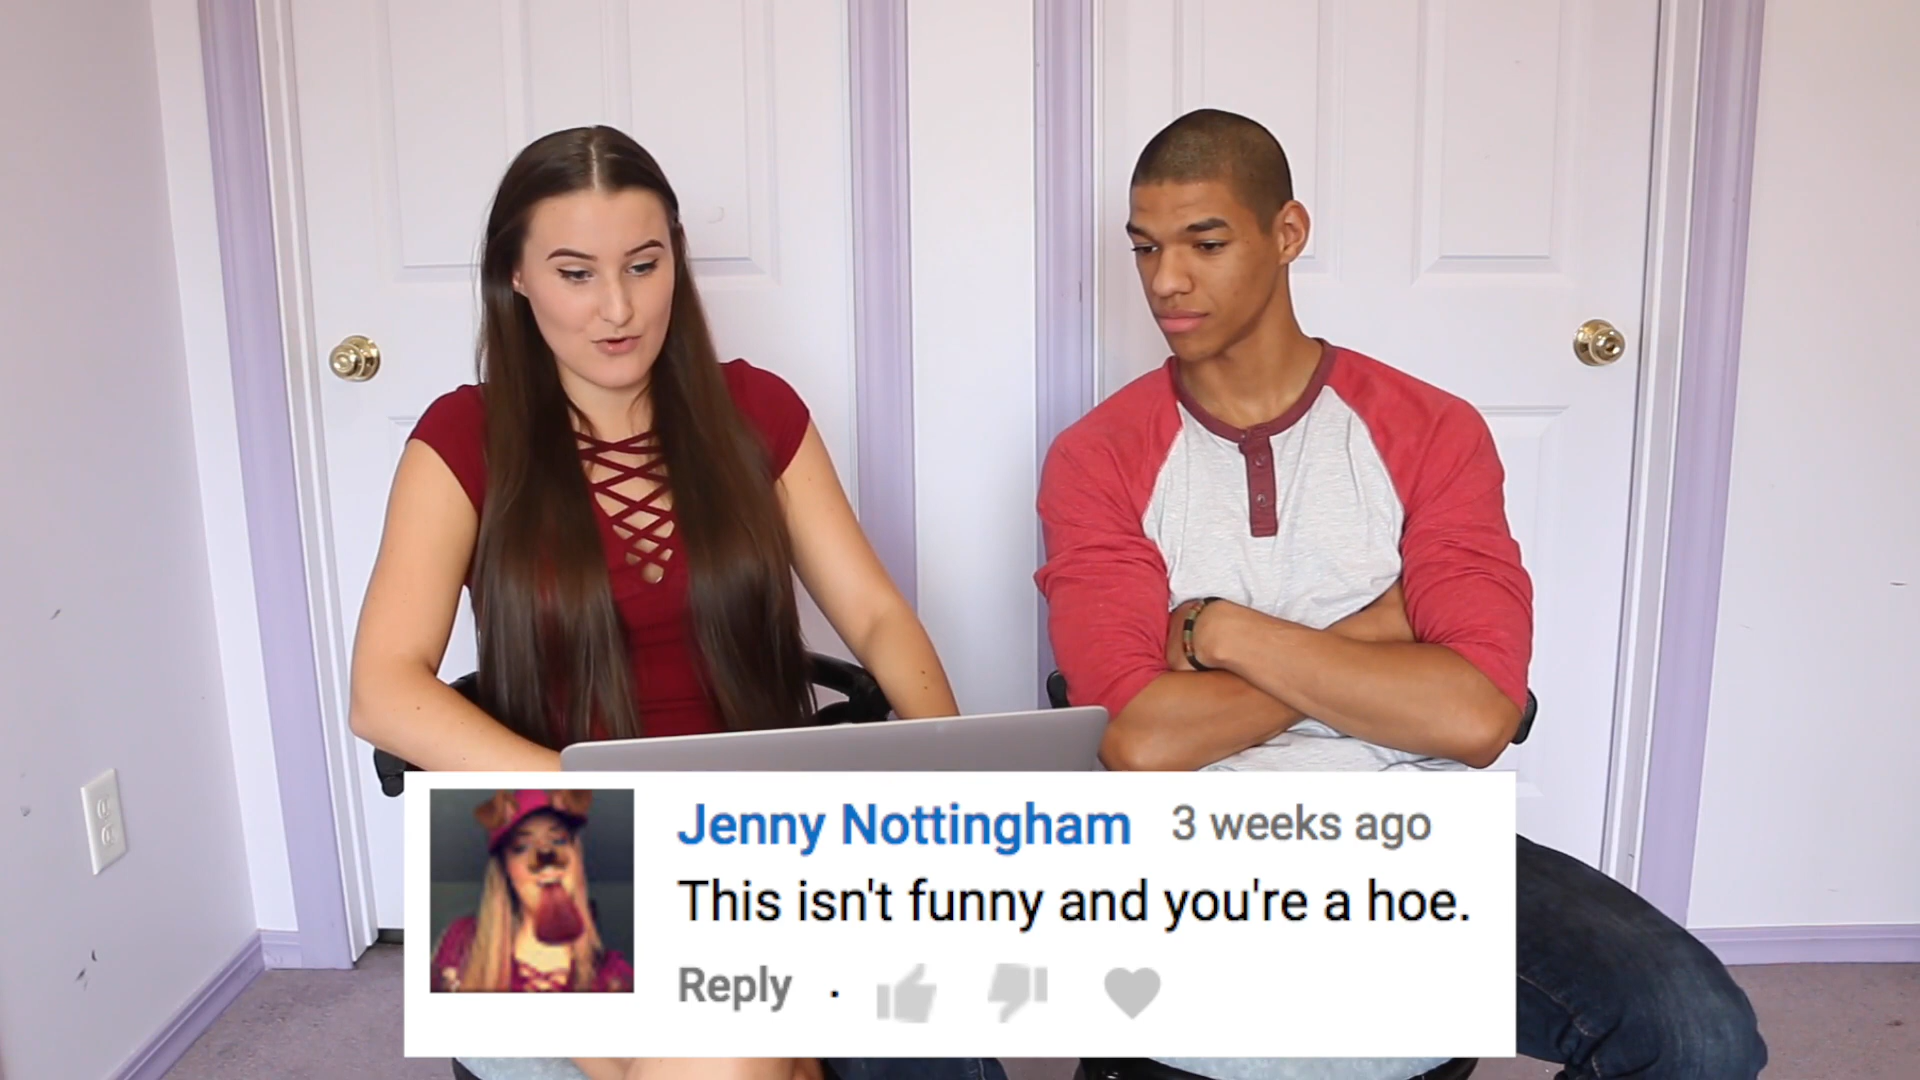 Jenny Nottingham 3 weeks ago
This isn't funny and you're a hoe.
Reply ·